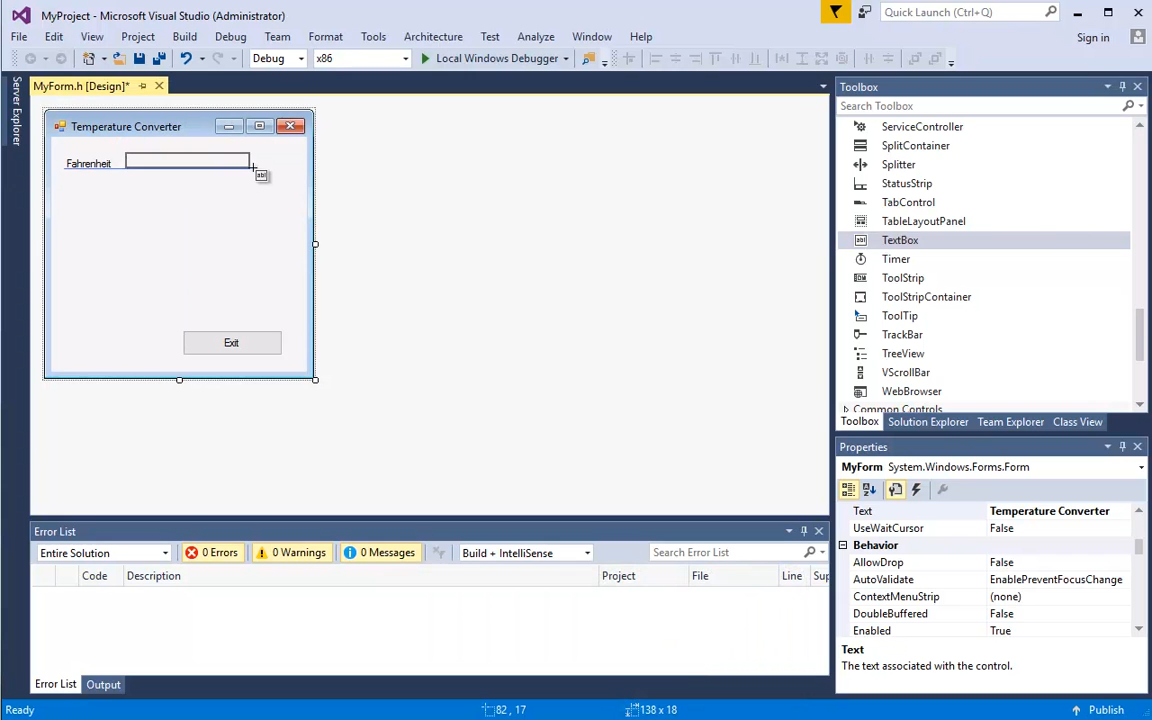 MyProject - Microsoft Visual Studio (Administrator)
Quick Launch (Ctrl+Q)
File Edit View Project Build Debug Team Format Tools Architecture Test Analyze Window Help
Sign in
Debug x86 Local Windows Debugger
Server Explorer
MyForm.h [Design]*
Temperature Converter
Fahrenheit
abl
Exit
Toolbox
Search Toolbox
ServiceController
SplitContainer
Splitter
StatusStrip
TabControl
TableLayoutPanel
abl TextBox
Timer
ToolStrip
ToolStripContainer
ToolTip
TrackBar
TreeView
VScrollBar
WebBrowser
Common Controls
Toolbox Solution Explorer Team Explorer Class View
Properties
MyForm System.Windows.Forms.Form
Text Temperature Converter
UseWaitCursor False
Behavior
AllowDrop False
AutoValidate EnablePreventFocusChange
ContextMenuStrip (none)
DoubleBuffered False
Enabled True
Text
The text associated with the control.
Error List
Entire Solution 0 Errors 0 Warnings 0 Messages Build + IntelliSense Search Error List
Code Description Project File Line Sup
Error List Output
Ready 82 , 17 138 x 18 Publish